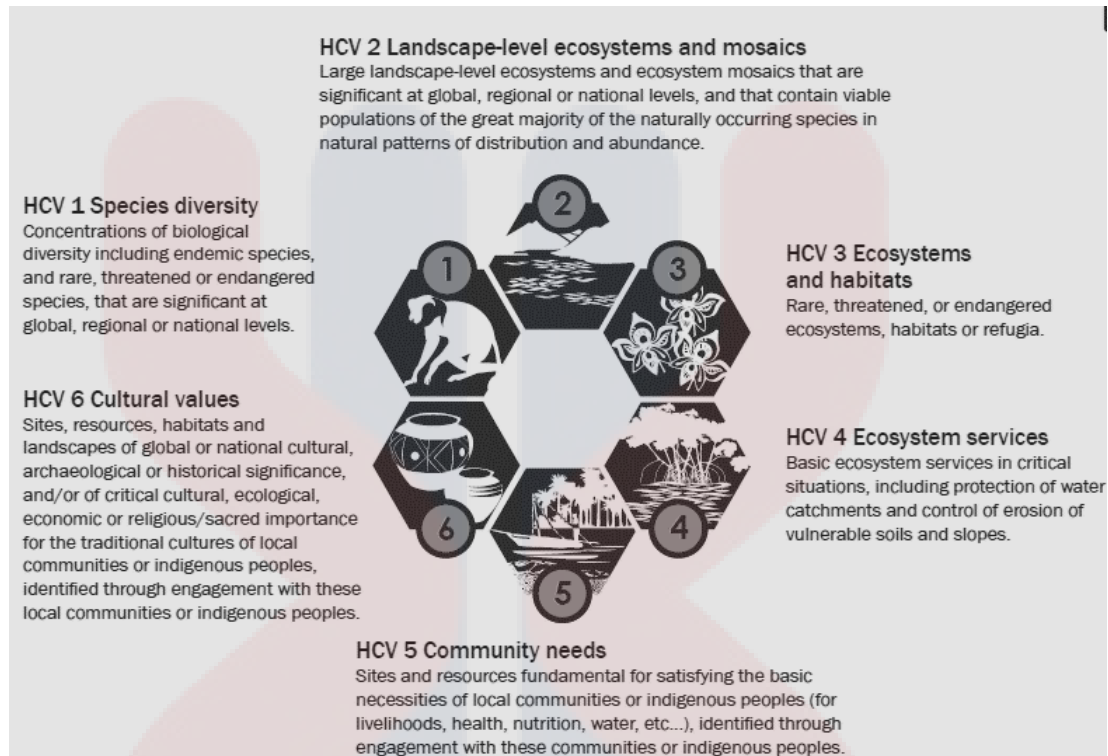 HCV 2 Landscape-level ecosystems and mosaics
Large landscape-level ecosystems and ecosystem mosaics that are
significant at global, regional or national levels, and that contain viable
populations of the great majority of the naturally occurring species in
natural patterns of distribution and abundance.
2
HCV 1 Species diversity
Concentrations of biological
diversity including endemic species,
and rare, threatened or endangered
species, that are significant at
global, regional or national levels.
1
3
HCV 3 Ecosystems
and habitats
Rare, threatened, or endangered
ecosystems, habitats or refugia.
HCV 6 Cultural values
Sites, resources, habitats and
landscapes of global or national cultural,
archaeological or historical significance,
and/or of critical cultural, ecological,
economic or religious/sacred importance
for the traditional cultures of local
communities or indigenous peoples,
identified through engagement with these
local communities or indigenous peoples.
6
4
HCV 4 Ecosystem services
Basic ecosystem services in critical
situations, including protection of water
catchments and control of erosion of
vulnerable soils and slopes.
5
HCV 5 Community needs
Sites and resources fundamental for satisfying the basic
necessities of local communities or indigenous peoples (for
livelihoods, health, nutrition, water, etc...), identified through
engagement with these communities or indigenous peoples.